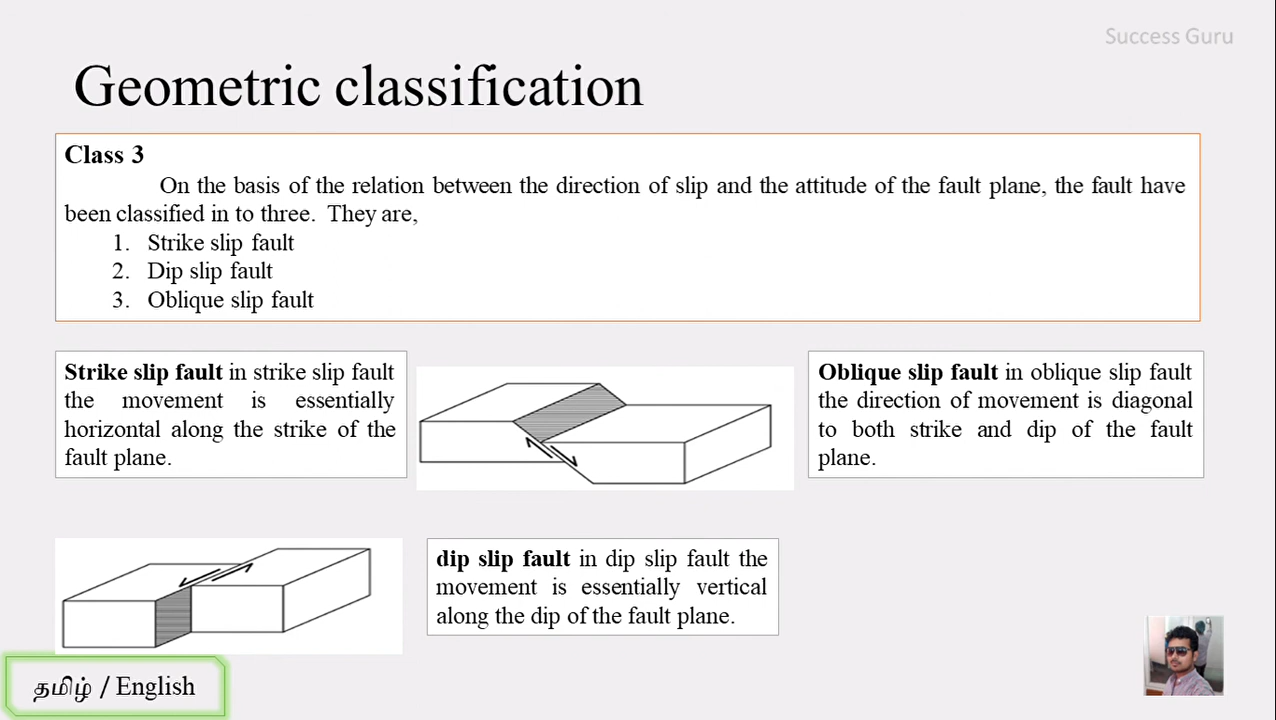 Success Guru
Geometric classification
Class 3
On the basis of the relation between the direction of slip and the attitude of the fault plane, the fault have
been classified in to three. They are,
1. Strike slip fault
2. Dip slip fault
3. Oblique slip fault
Strike slip fault in strike slip fault
the movement is essentially
horizontal along the strike of the
fault plane.
Oblique slip fault in oblique slip fault
the direction of movement is diagonal
to both strike and dip of the fault
plane.
dip slip fault in dip slip fault the
movement is essentially vertical
along the dip of the fault plane.
தமிழ் / English